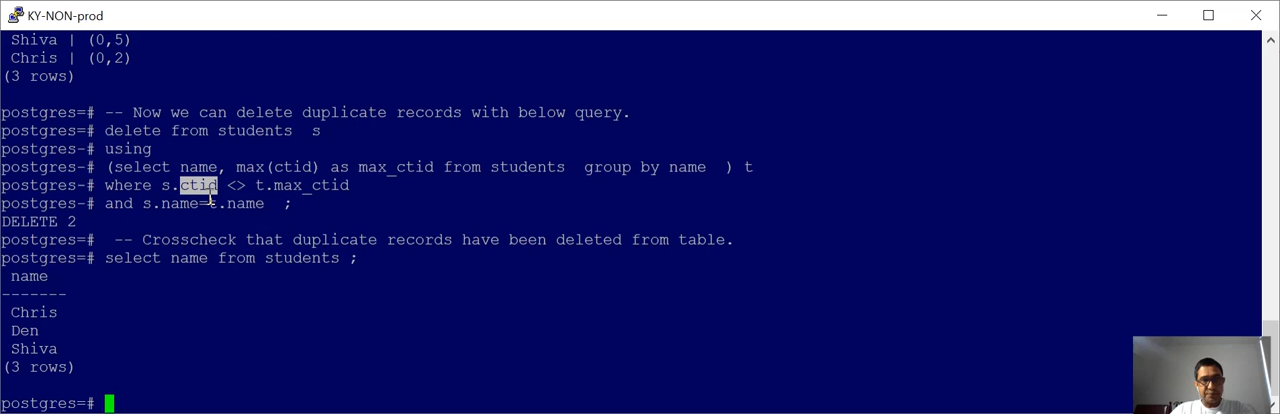 KY-NON-prod
 Shiva | (0,5)
 Chris | (0,2)
(3 rows)
postgres=# -- Now we can delete duplicate records with below query.
postgres=# delete from students  s
postgres-# using
postgres-# (select name, max(ctid) as max_ctid from students  group by name  ) t
postgres-# where s.ctid <> t.max_ctid
postgres-# and s.name=t.name  ;
DELETE 2
postgres=#  -- Crosscheck that duplicate records have been deleted from table.
postgres=# select name from students ;
 name
-------
 Chris
 Den
 Shiva
(3 rows)
postgres=#